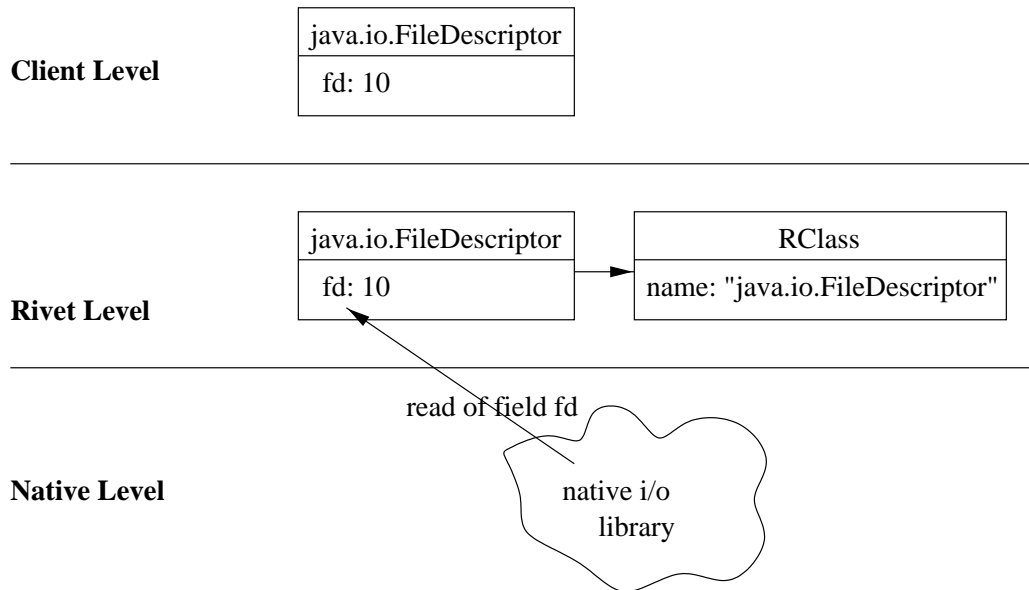 java.io.FileDescriptor
Client Level
fd: 10
java.io.FileDescriptor
RClass
fd: 10
name: "java.io.FileDescriptor"
Rivet Level
read of field fd
Native Level
native i/o
library